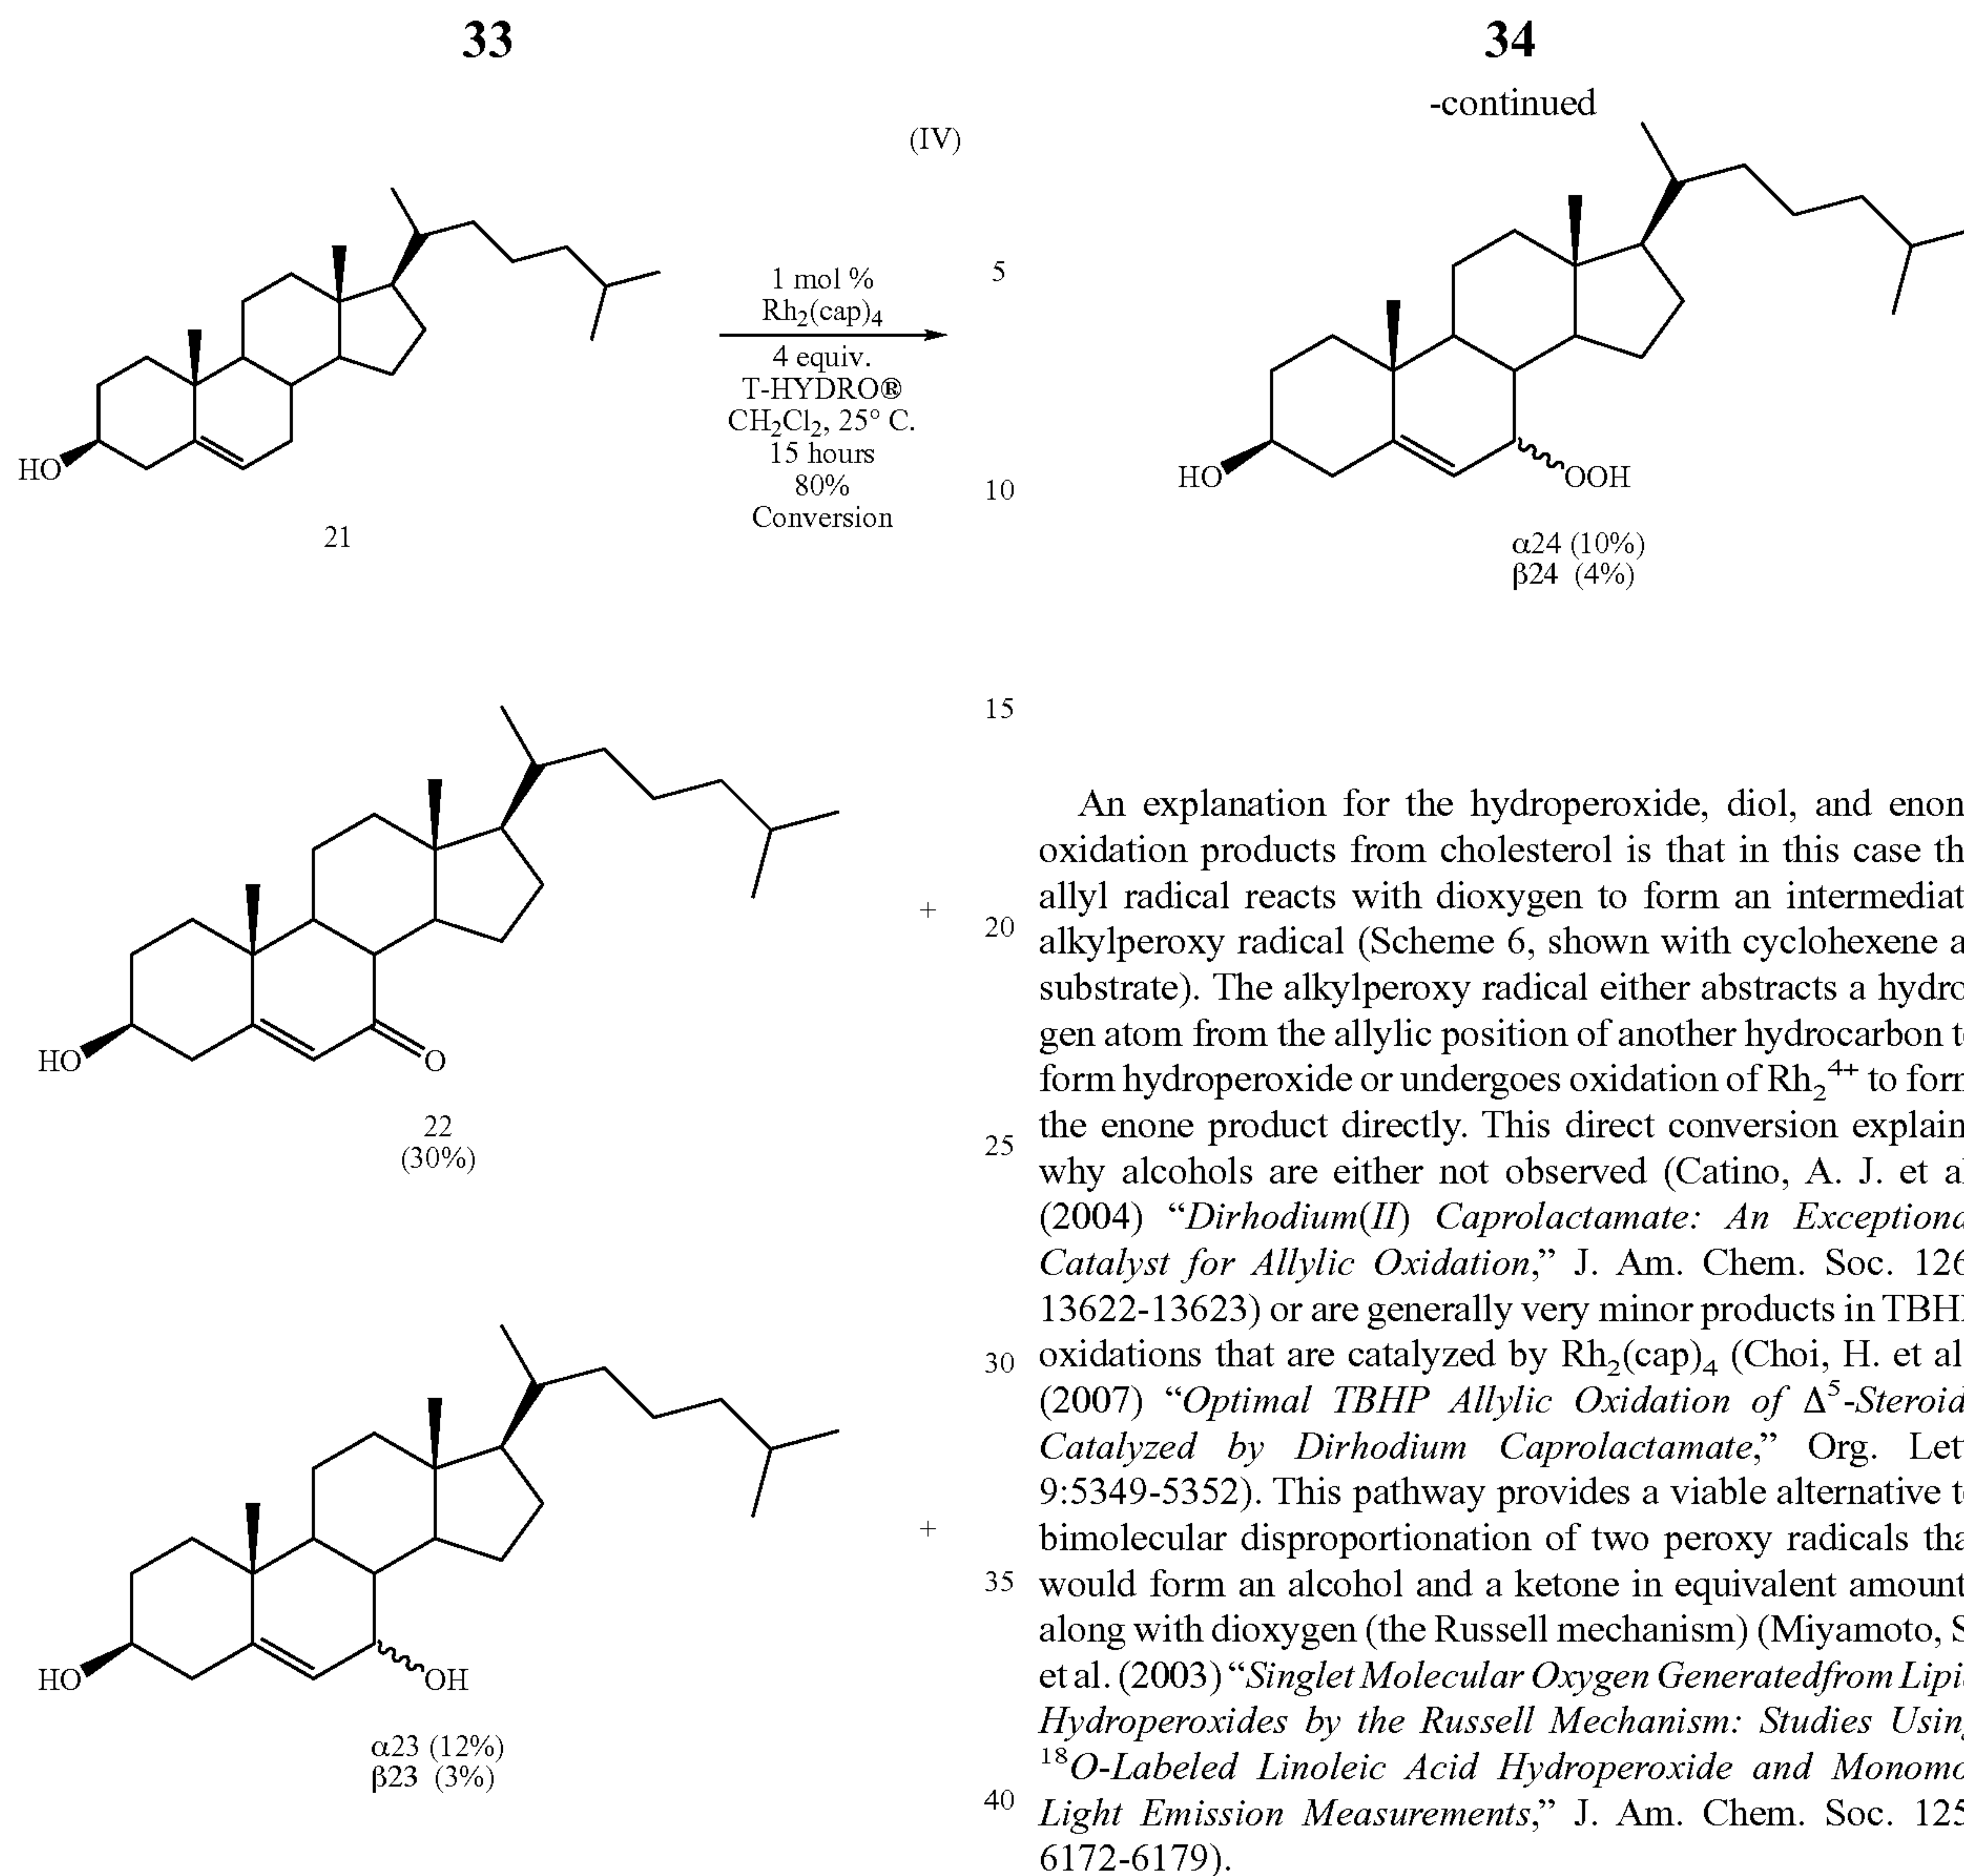 33
(IV)
HO
21
1 mol %
Rh2(cap)4
4 equiv.
T-HYDRO®
CH2Cl2, 25° C.
15 hours
80%
Conversion
HO
O
22
(30%)
+
HO
OH
α23 (12%)
β23 (3%)
+
5
10
15
20
25
30
35
40
34
-continued
HO
OOH
α24 (10%)
β24 (4%)
An explanation for the hydroperoxide, diol, and enon
oxidation products from cholesterol is that in this case th
allyl radical reacts with dioxygen to form an intermediat
alkylperoxy radical (Scheme 6, shown with cyclohexene a
substrate). The alkylperoxy radical either abstracts a hydro
gen atom from the allylic position of another hydrocarbon t
form hydroperoxide or undergoes oxidation of Rh₂⁴⁺ to form
the enone product directly. This direct conversion explain
why alcohols are either not observed (Catino, A. J. et al
(2004) “Dirhodium(II) Caprolactamate: An Exceptiona
Catalyst for Allylic Oxidation,” J. Am. Chem. Soc. 126
13622-13623) or are generally very minor products in TBH
oxidations that are catalyzed by Rh₂(cap)₄ (Choi, H. et al
(2007) “Optimal TBHP Allylic Oxidation of Δ⁵-Steroid
Catalyzed by Dirhodium Caprolactamate,” Org. Let
9:5349-5352). This pathway provides a viable alternative t
bimolecular disproportionation of two peroxy radicals tha
would form an alcohol and a ketone in equivalent amount
along with dioxygen (the Russell mechanism) (Miyamoto, S
et al. (2003) “Singlet Molecular Oxygen Generatedfrom Lipi
Hydroperoxides by the Russell Mechanism: Studies Using
¹⁸O-Labeled Linoleic Acid Hydroperoxide and Monomo
Light Emission Measurements,” J. Am. Chem. Soc. 125
6172-6179).